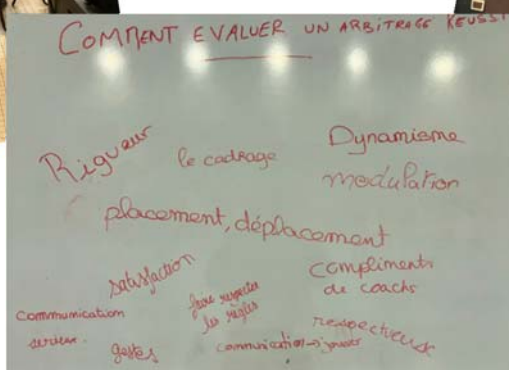 COMMENT EVALUER UN ARBITRAGE REUSSI
Rigueur
le cadrage
Dynamisme
modulation
placement, déplacement
satisfaction
compliments
de coachs
communication
faire respecter
les règles
respectueux
sérieux.
gestes
communication → joueurs